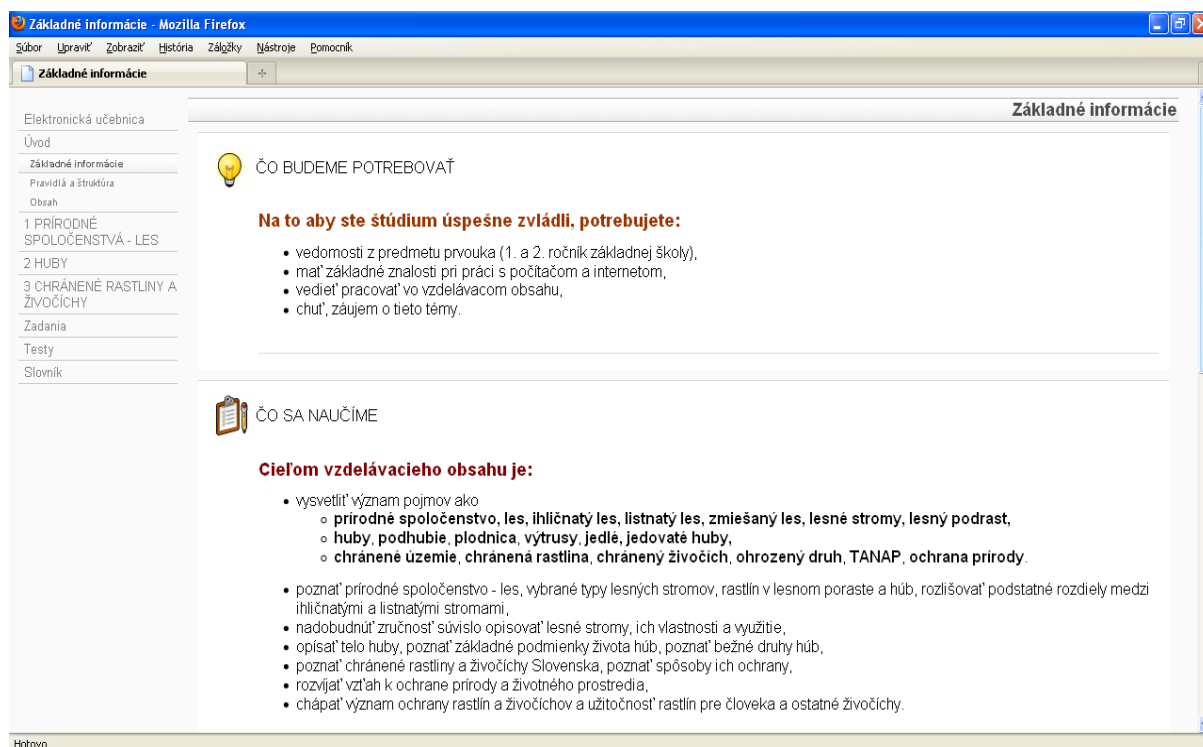 Základné informácie - Mozilla Firefox
Súbor Upraviť Zobraziť História Záložky Nástroje Pomocník
Základné informácie
Elektronická učebnica
Úvod
Základné informácie
Pravidlá a štruktúra
Obsah
1 PRÍRODNÉ
SPOLOČENSTVÁ - LES
2 HUBY
3 CHRÁNENÉ RASTLINY A
ŽIVOČÍCHY
Zadania
Testy
Slovník
Základné informácie
ČO BUDEME POTREBOVAŤ
Na to aby ste štúdium úspešne zvládli, potrebujete:
• vedomosti z predmetu prvouka (1. a 2. ročník základnej školy),
• mať základné znalosti pri práci s počítačom a internetom,
• vedieť pracovať vo vzdelávacom obsahu,
• chuť, záujem o tieto témy.
ČO SA NAUČÍME
Cieľom vzdelávacieho obsahu je:
• vysvetliť význam pojmov ako
○ prírodné spoločenstvo, les, ihličnatý les, listnatý les, zmiešaný les, lesné stromy, lesný podrast,
○ huby, podhubie, plodnica, výtrusy, jedlé, jedovaté huby,
○ chránené územie, chránená rastlina, chránený živočích, ohrozený druh, TANAP, ochrana prírody.
• poznať prírodné spoločenstvo - les, vybrané typy lesných stromov, rastlín v lesnom poraste a húb, rozlišovať podstatné rozdiely medzi
ihličnatými a listnatými stromami,
• nadobudnúť zručnosť súvislo opisovať lesné stromy, ich vlastnosti a využitie,
• opísať telo huby, poznať základné podmienky života húb, poznať bežné druhy húb,
• poznať chránené rastliny a živočíchy Slovenska, poznať spôsoby ich ochrany,
• rozvíjať vzťah k ochrane prírody a životného prostredia,
• chápať význam ochrany rastlín a živočíchov a užitočnosť rastlín pre človeka a ostatné živočíchy.
Hotovo